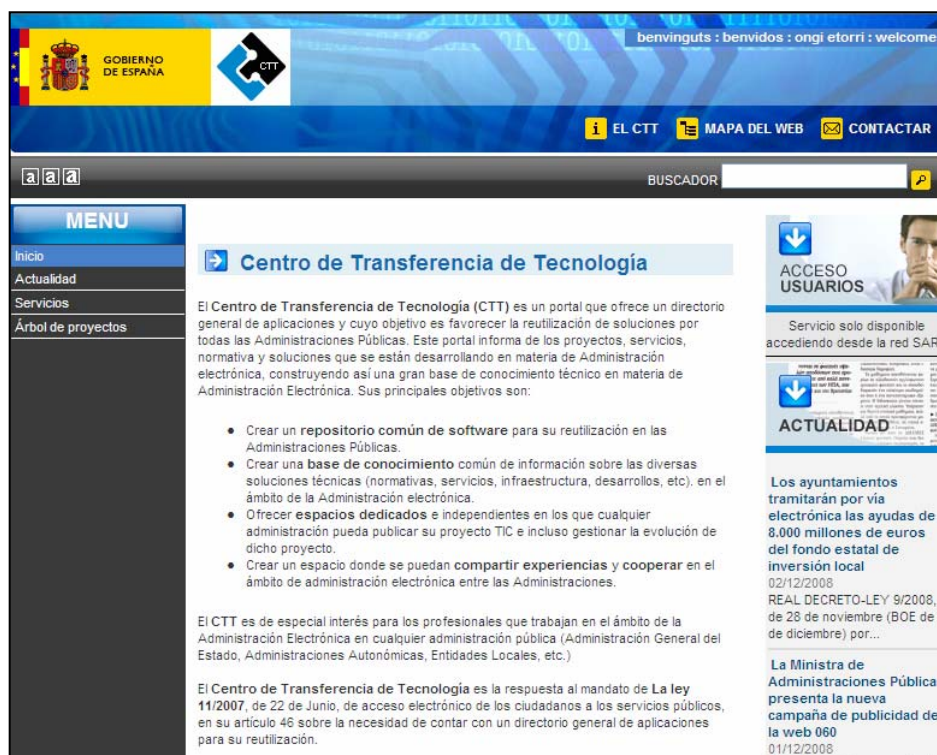 benvinguts : benvidos : ongi etorri : welcome
GOBIERNO
DE ESPAÑA
CTT
EL CTT
MAPA DEL WEB
CONTACTAR
a a a
BUSCADOR
MENU
Inicio
Actualidad
Servicios
Árbol de proyectos
Centro de Transferencia de Tecnología
El Centro de Transferencia de Tecnología (CTT) es un portal que ofrece un directorio
general de aplicaciones y cuyo objetivo es favorecer la reutilización de soluciones por
todas las Administraciones Públicas. Este portal informa de los proyectos, servicios,
normativa y soluciones que se están desarrollando en materia de Administración
electrónica, construyendo así una gran base de conocimiento técnico en materia de
Administración Electrónica. Sus principales objetivos son:
Crear un repositorio común de software para su reutilización en las
Administraciones Públicas.
Crear una base de conocimiento común de información sobre las diversas
soluciones técnicas (normativas, servicios, infraestructura, desarrollos, etc). en el
ámbito de la Administración electrónica.
Ofrecer espacios dedicados e independientes en los que cualquier
administración pueda publicar su proyecto TIC e incluso gestionar la evolución de
dicho proyecto.
Crear un espacio donde se puedan compartir experiencias y cooperar en el
ámbito de administración electrónica entre las Administraciones.
El CTT es de especial interés para los profesionales que trabajan en el ámbito de la
Administración Electrónica en cualquier administración pública (Administración General del
Estado, Administraciones Autonómicas, Entidades Locales, etc.)
El Centro de Transferencia de Tecnología es la respuesta al mandato de La ley
11/2007, de 22 de Junio, de acceso electrónico de los ciudadanos a los servicios públicos,
en su artículo 46 sobre la necesidad de contar con un directorio general de aplicaciones
para su reutilización.
ACCESO
USUARIOS
Servicio solo disponible
accediendo desde la red SAR
ACTUALIDAD
Los ayuntamientos
tramitarán por vía
electrónica las ayudas de
8.000 millones de euros
del fondo estatal de
inversión local
02/12/2008
REAL DECRETO-LEY 9/2008,
de 28 de noviembre (BOE de
de diciembre) por...
La Ministra de
Administraciones Pública
presenta la nueva
campaña de publicidad de
la web 060
01/12/2008